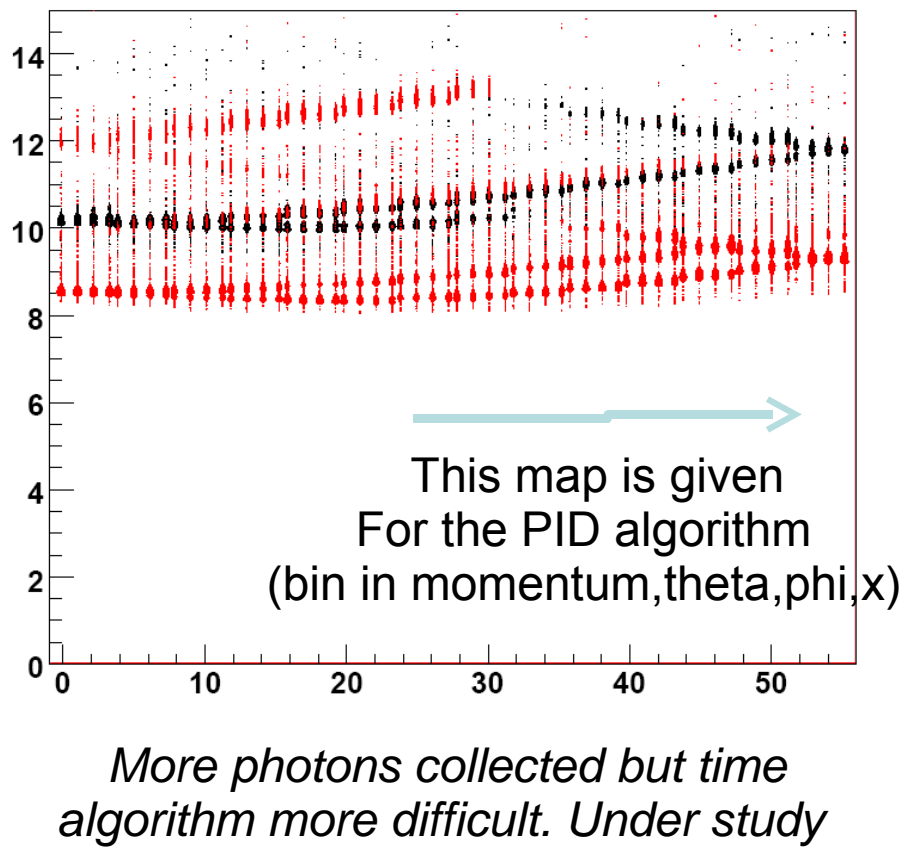 14
12
10
8
6
4
2
0
0 10 20 30 40 50
This map is given
For the PID algorithm
(bin in momentum,theta,phi,x)
More photons collected but time
algorithm more difficult. Under study